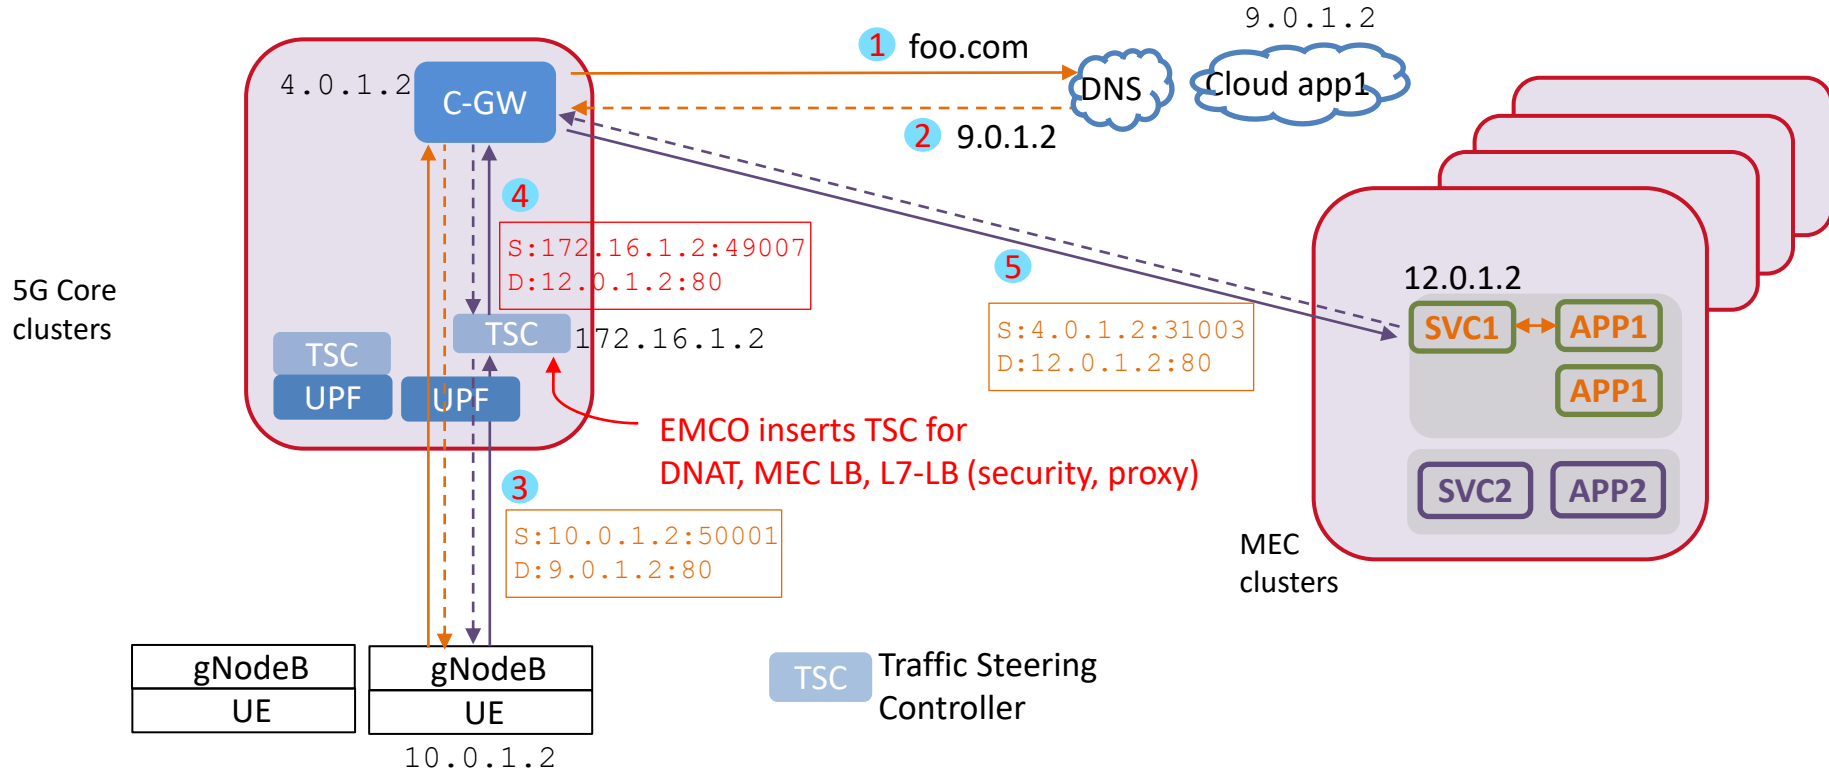 9.0.1.2
1 foo.com
4.0.1.2
C-GW
DNS
Cloud app1
2 9.0.1.2
4
S:172.16.1.2:49007
D:12.0.1.2:80
5
12.0.1.2
5G Core
clusters
S:4.0.1.2:31003
D:12.0.1.2:80
SVC1
APP1
TSC
172.16.1.2
TSC
UPF
UPF
APP1
EMCO inserts TSC for
DNAT, MEC LB, L7-LB (security, proxy)
3
SVC2
APP2
S:10.0.1.2:50001
D:9.0.1.2:80
MEC
clusters
gNodeB
UE
gNodeB
UE
10.0.1.2
TSC
Traffic Steering
Controller